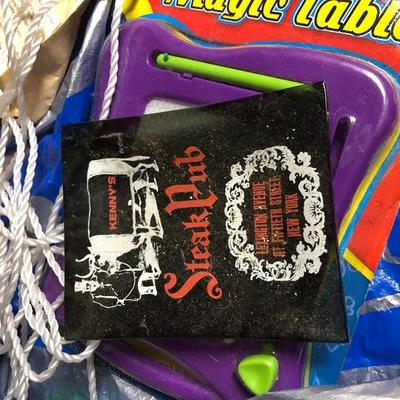 Magic Table
KENNY'S
Steak Pub
LEXINGTON AVENUE
AT FIFTIETH STREET
NEW YORK